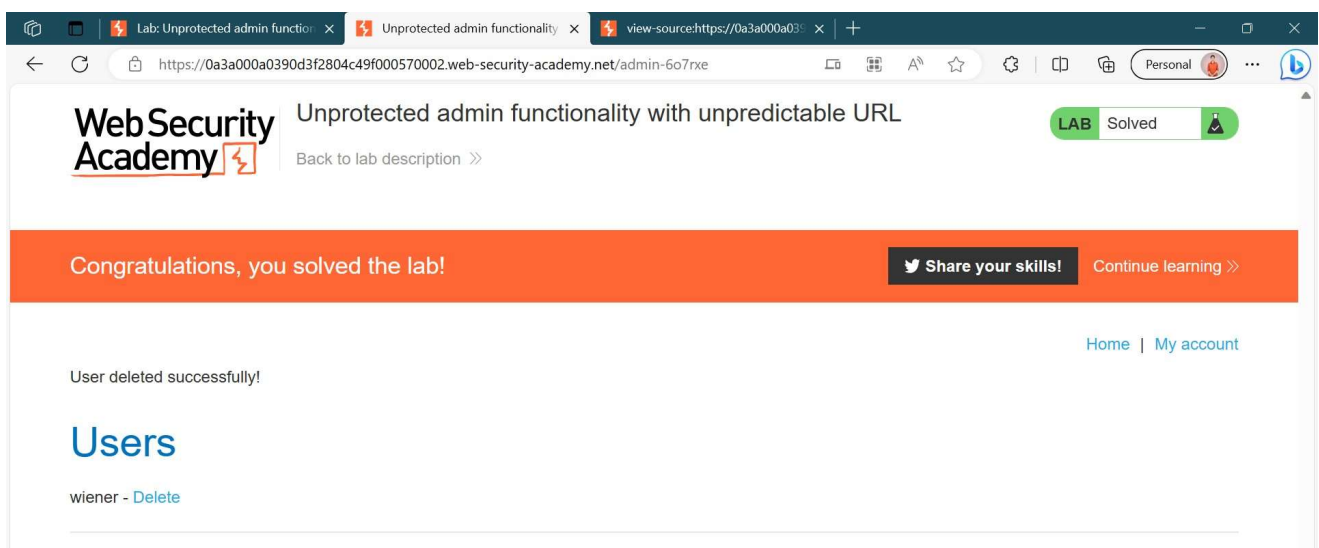 Lab: Unprotected admin function
Unprotected admin functionality
view-source:https://0a3a000a039
https://0a3a000a0390d3f2804c49f000570002.web-security-academy.net/admin-6o7rxe
Personal
Web Security
Academy
Unprotected admin functionality with unpredictable URL
Back to lab description
LAB Solved
Congratulations, you solved the lab!
Share your skills!
Continue learning
Home | My account
User deleted successfully!
Users
wiener - Delete